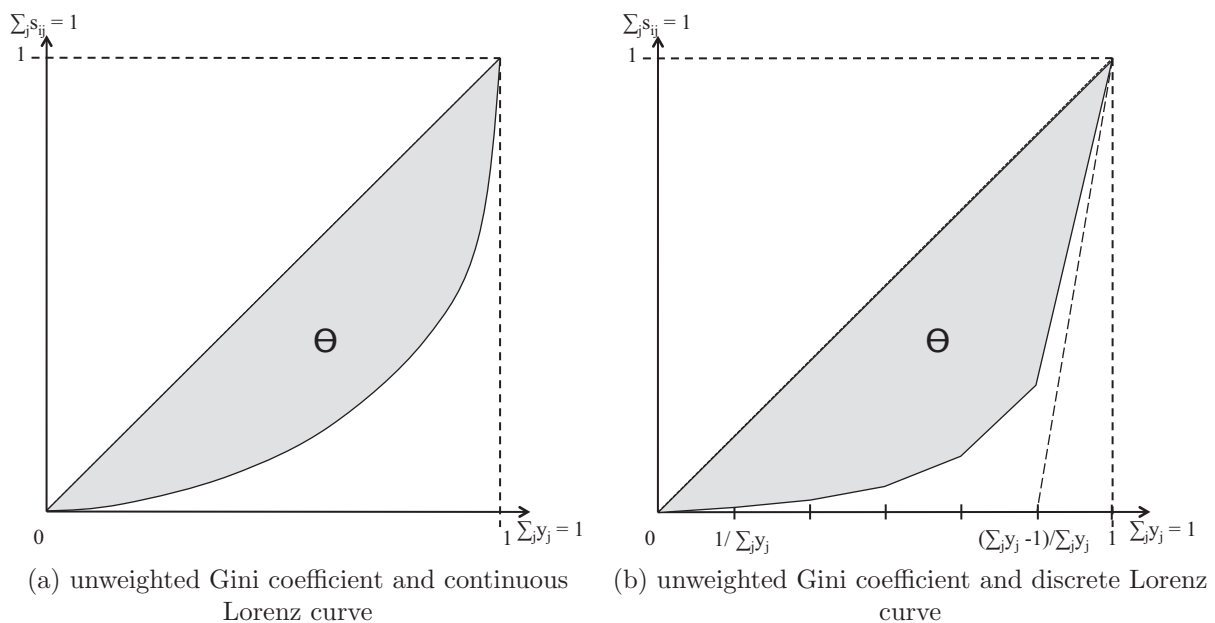 ∑ⱼsᵢⱼ = 1
1
Ɵ
0
1
∑ⱼyⱼ = 1
(a) unweighted Gini coefficient and continuous
Lorenz curve
∑ⱼsᵢⱼ = 1
1
Ɵ
0
1/ ∑ⱼyⱼ
(∑ⱼyⱼ -1)/∑ⱼyⱼ
1
∑ⱼyⱼ = 1
(b) unweighted Gini coefficient and discrete Lorenz
curve